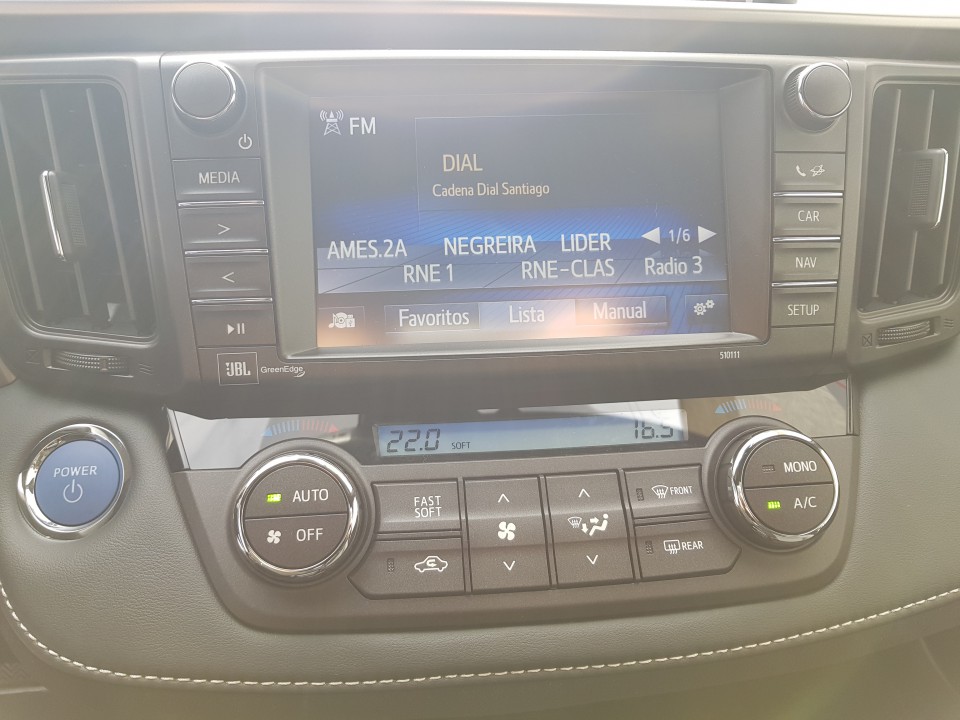 FM
DIAL
Cadena Dial Santiago
AMES.2A NEGREIRA LIDER 1/6
RNE 1 RNE-CLAS Radio 3
Favoritos Lista Manual
MEDIA
>
<
CAR
NAV
SETUP
JBL GreenEdge
510111
22.0 SOFT 16.5
POWER
AUTO
OFF
FAST
SOFT
FRONT
REAR
MONO
A/C